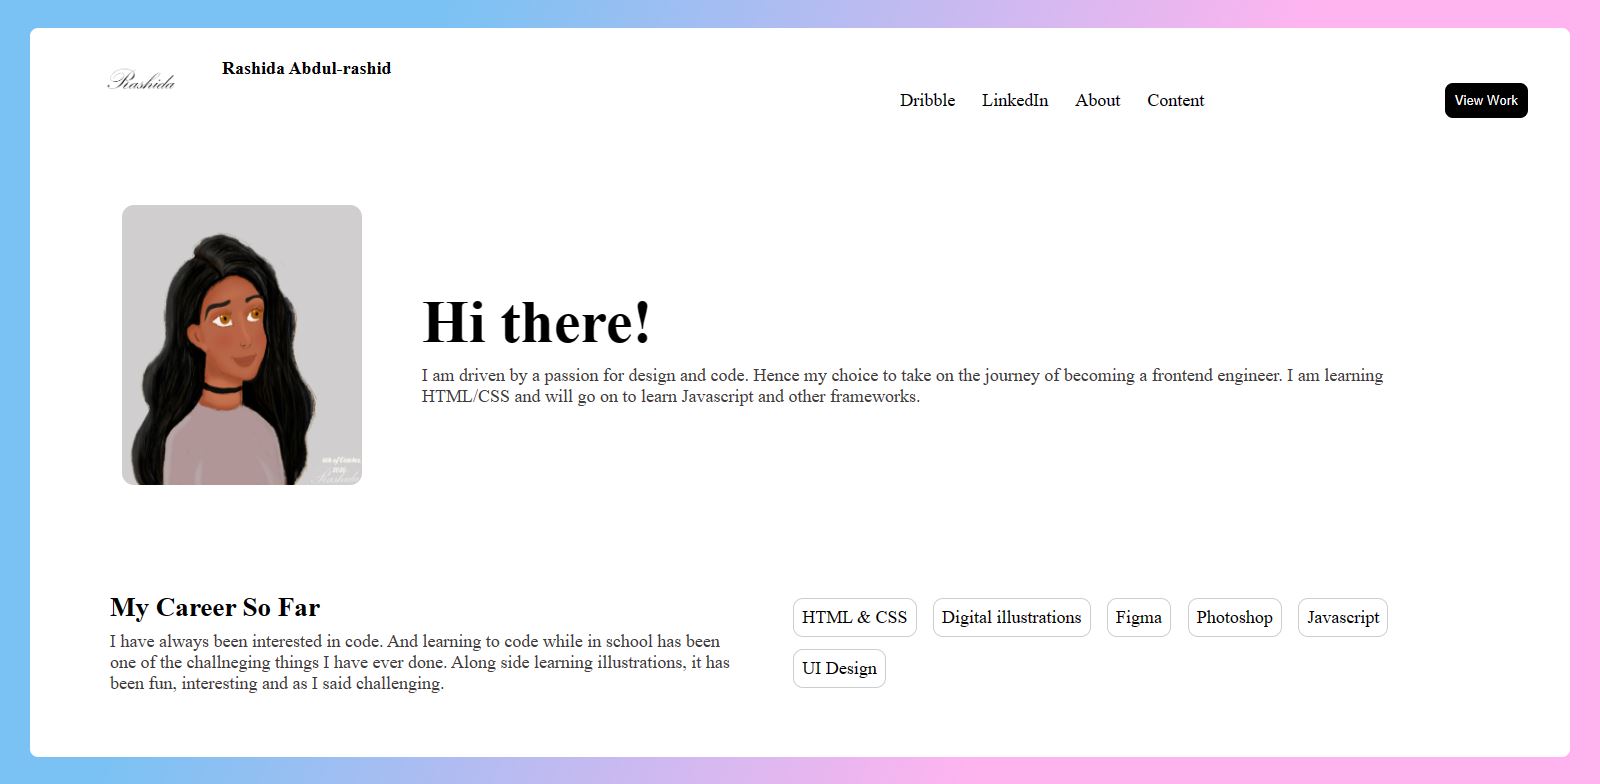 Rashida
Rashida Abdul-rashid
Dribble
LinkedIn
About
Content
View Work
Hi there!
I am driven by a passion for design and code. Hence my choice to take on the journey of becoming a frontend engineer. I am learning
HTML/CSS and will go on to learn Javascript and other frameworks.
Rashida
My Career So Far
I have always been interested in code. And learning to code while in school has been
one of the challneging things I have ever done. Along side learning illustrations, it has
been fun, interesting and as I said challenging.
HTML & CSS
Digital illustrations
Figma
Photoshop
Javascript
UI Design